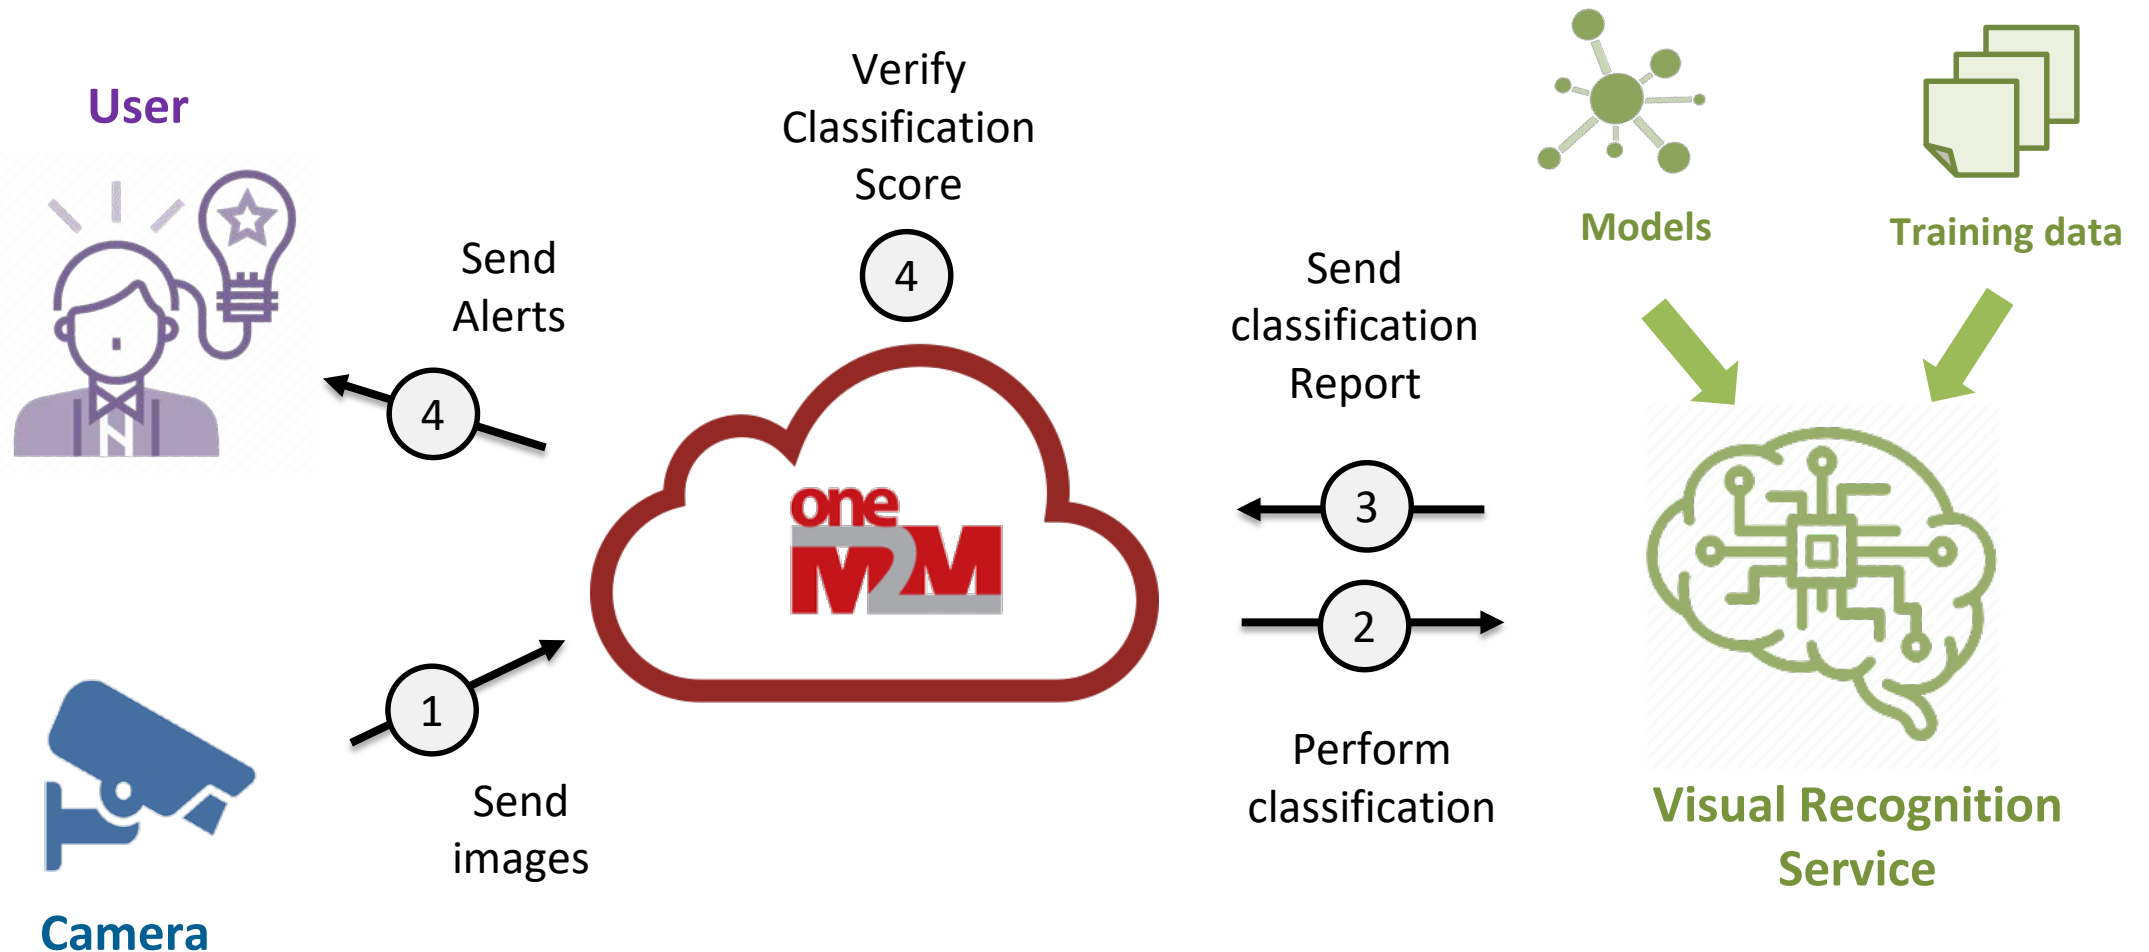 User
Send
Alerts
4
Verify
Classification
Score
4
one
M2M
Send
classification
Report
3
2
Perform
classification
1
Send
images
Camera
Models
Training data
Visual Recognition
Service